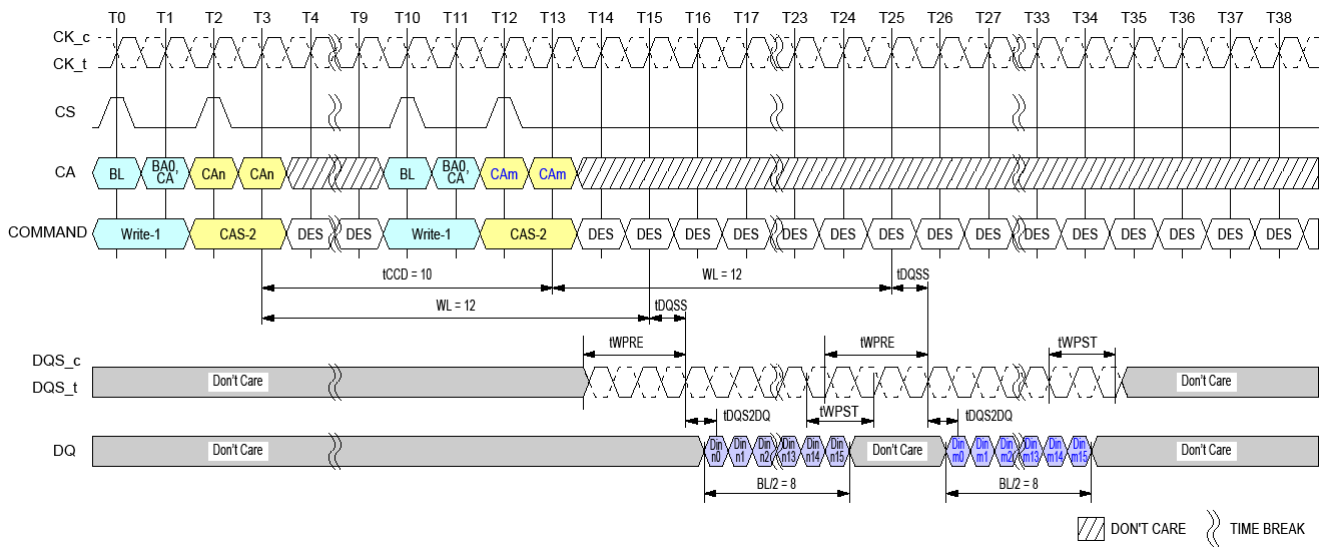 T0 T1 T2 T3 T4 T9 T10 T11 T12 T13 T14 T15 T16 T17 T23 T24 T25 T26 T27 T33 T34 T35 T36 T37 T38
CK_c
CK_t
CS
CA BL BA0, CA CAn CAn BL BA0, CA CAm CAm
COMMAND Write-1 CAS-2 DES DES Write-1 CAS-2 DES DES DES DES DES DES DES DES DES DES DES DES DES DES DES
tCCD = 10 WL = 12 tDQSS
WL = 12 tDQSS
tWPRE tWPRE tWPST
DQS_c
DQS_t Don't Care Don't Care
tDQS2DQ tWPST tDQS2DQ
DQ Don't Care Din n0 Din n1 Din n2 Din n13 Din n14 Din n15 Don't Care Din m0 Din m1 Din m2 Din m13 Din m14 Din m15 Don't Care
BL/2 = 8 BL/2 = 8
DON'T CARE TIME BREAK